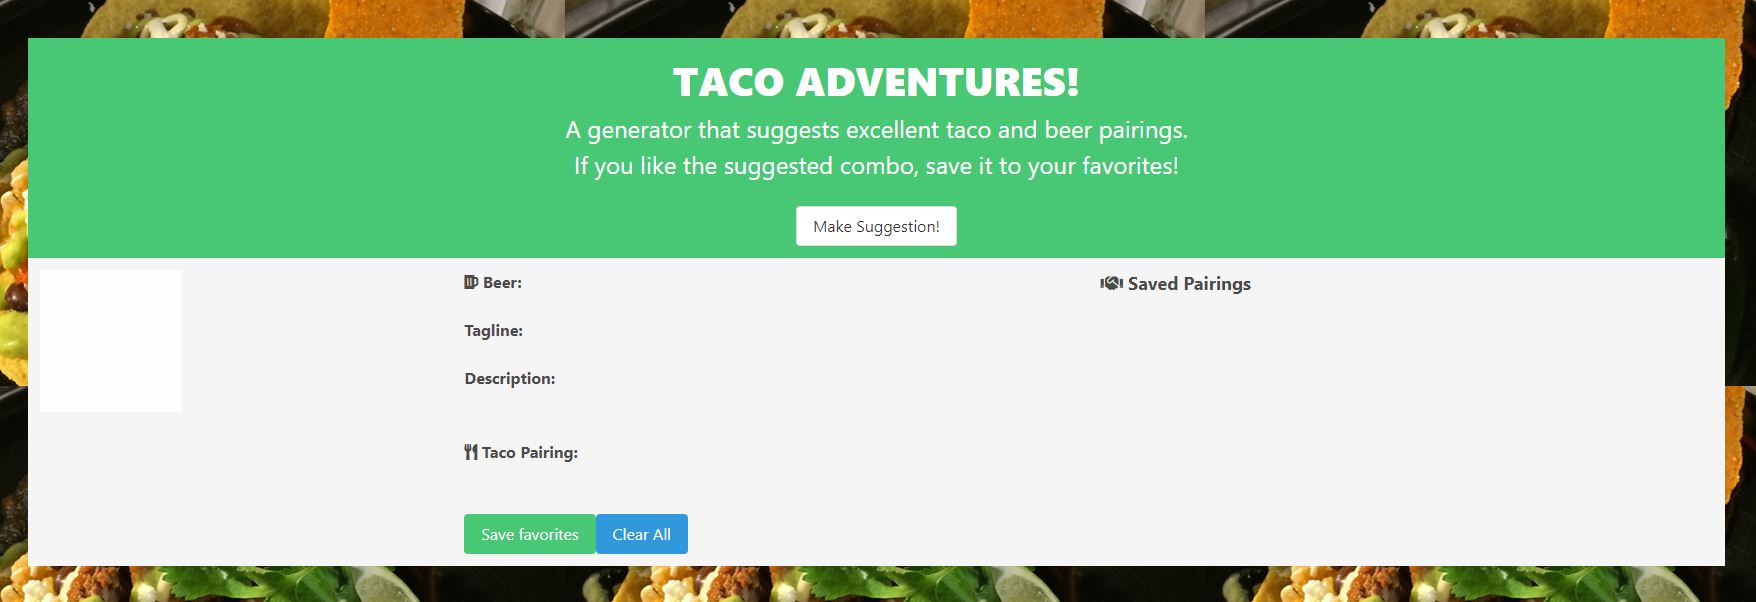 TACO ADVENTURES!
A generator that suggests excellent taco and beer pairings.
If you like the suggested combo, save it to your favorites!
Make Suggestion!
Beer:
Tagline:
Description:
Taco Pairing:
Save favorites
Clear All
Saved Pairings